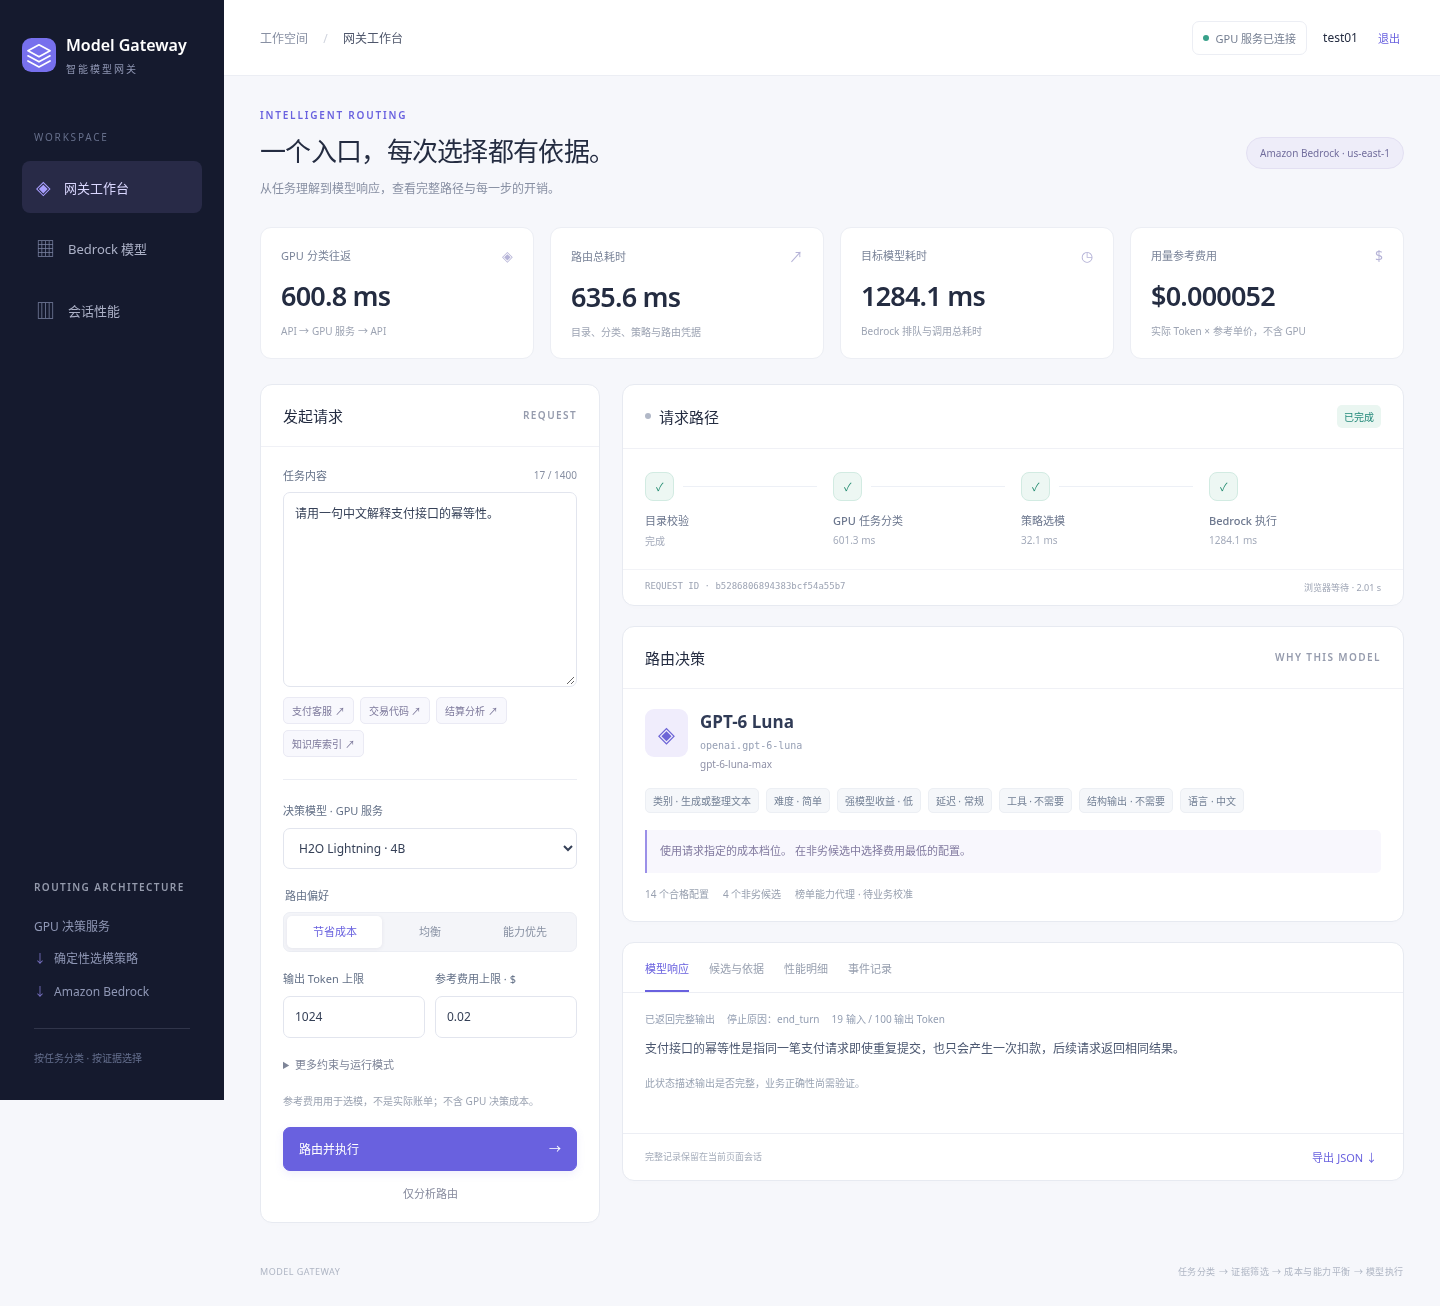 Model Gateway
智能模型网关
WORKSPACE
网关工作台
Bedrock 模型
会话性能
ROUTING ARCHITECTURE
GPU 决策服务
↓ 确定性选模策略
↓ Amazon Bedrock
按任务分类 · 按证据选择
工作空间 / 网关工作台
GPU 服务已连接
test01
退出
INTELLIGENT ROUTING
一个入口，每次选择都有依据。
从任务理解到模型响应，查看完整路径与每一步的开销。
Amazon Bedrock · us-east-1
GPU 分类往返
600.8 ms
API → GPU 服务 → API
路由总耗时
635.6 ms
目录、分类、策略与路由凭据
目标模型耗时
1284.1 ms
Bedrock 排队与调用总耗时
用量参考费用 $
$0.000052
实际 Token × 参考单价，不含 GPU
发起请求 REQUEST
任务内容 17 / 1400
请用一句中文解释支付接口的幂等性。
支付客服 ↗ 交易代码 ↗ 结算分析 ↗
知识库索引 ↗
决策模型 · GPU 服务
H2O Lightning · 4B
路由偏好
节省成本 均衡 能力优先
输出 Token 上限 参考费用上限 · $
1024 0.02
▶ 更多约束与运行模式
参考费用用于选模，不是实际账单；不含 GPU 决策成本。
路由并执行 →
仅分析路由
请求路径 已完成
✓ ✓ ✓ ✓
目录校验 GPU 任务分类 策略选模 Bedrock 执行
完成 601.3 ms 32.1 ms 1284.1 ms
REQUEST ID · b5286806894383bcf54a55b7 浏览器等待 · 2.01 s
路由决策 WHY THIS MODEL
GPT-6 Luna
openai.gpt-6-luna
gpt-6-luna-max
类别 · 生成或整理文本 难度 · 简单 强模型收益 · 低 延迟 · 常规 工具 · 不需要 结构输出 · 不需要 语言 · 中文
使用请求指定的成本档位。 在非劣候选中选择费用最低的配置。
14 个合格配置 4 个非劣候选 榜单能力代理 · 待业务校准
模型响应 候选与依据 性能明细 事件记录
已返回完整输出 停止原因：end_turn 19 输入 / 100 输出 Token
支付接口的幂等性是指同一笔支付请求即使重复提交，也只会产生一次扣款，后续请求返回相同结果。
此状态描述输出是否完整，业务正确性尚需验证。
完整记录保留在当前页面会话 导出 JSON ↓
MODEL GATEWAY 任务分类 → 证据筛选 → 成本与能力平衡 → 模型执行